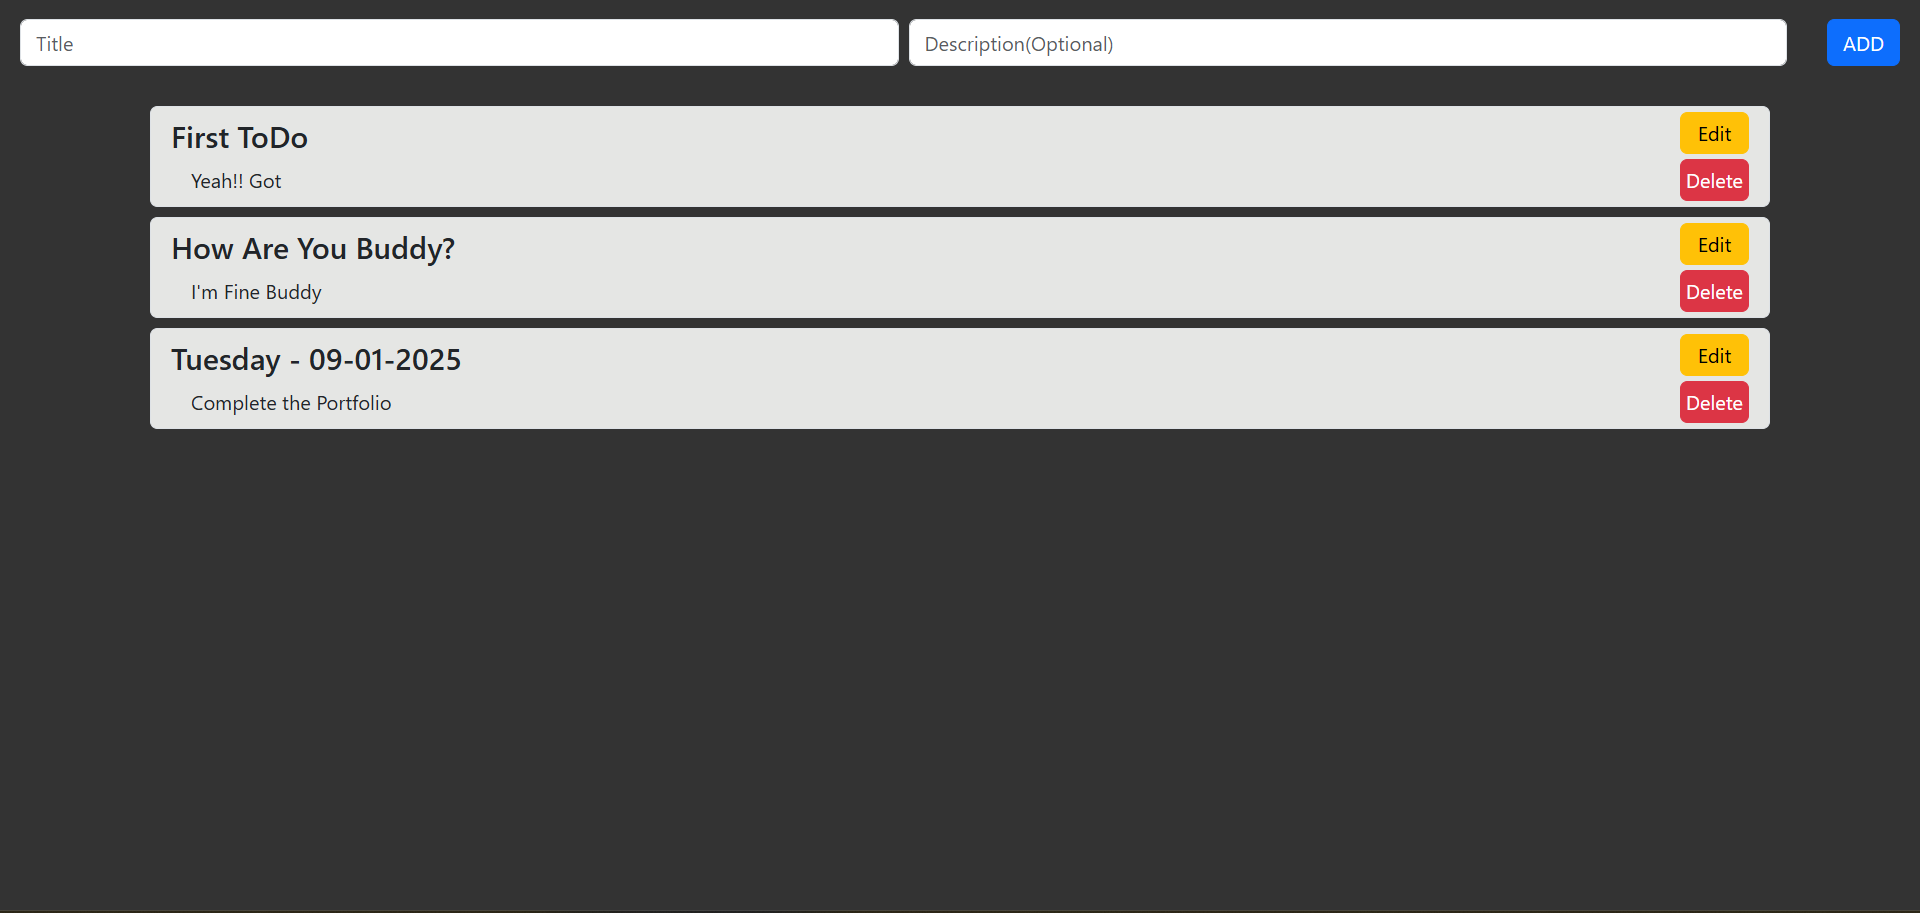 Title Description(Optional) ADD
First ToDo Edit
Yeah!! Got Delete
How Are You Buddy? Edit
I'm Fine Buddy Delete
Tuesday - 09-01-2025 Edit
Complete the Portfolio Delete